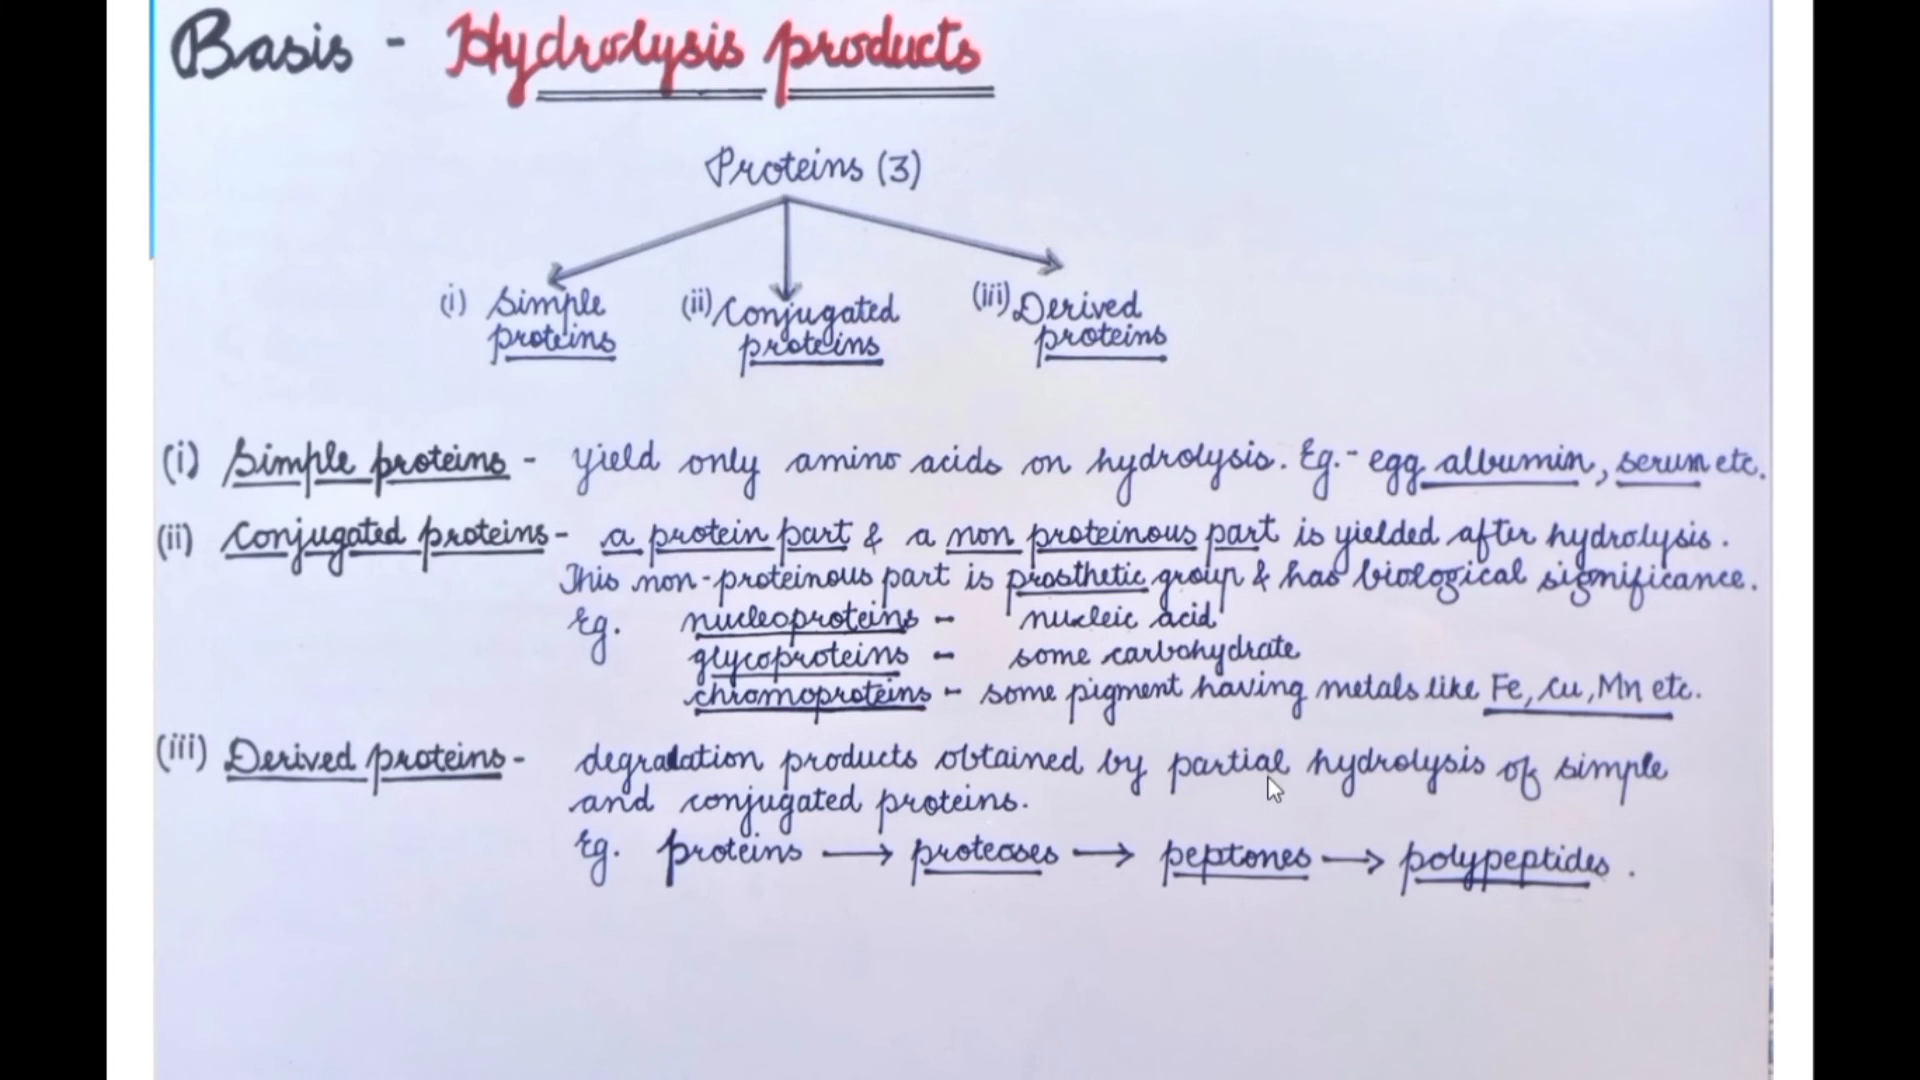 Basis - Hydrolysis products
Proteins (3)
(i) Simple proteins
(ii) Conjugated proteins
(iii) Derived proteins
(i) Simple proteins - yield only amino acids on hydrolysis. Eg.- egg albumin, serum etc.
(ii) Conjugated proteins - a protein part & a non proteinous part is yielded after hydrolysis.
This non-proteinous part is prosthetic group & has biological significance.
Eg. nucleoproteins - nucleic acid
glycoproteins - some carbohydrate
chromoproteins - some pigment having metals like Fe, Cu, Mn etc.
(iii) Derived proteins - degradation products obtained by partial hydrolysis of simple
and conjugated proteins.
Eg. proteins → proteoses → peptones → polypeptides.